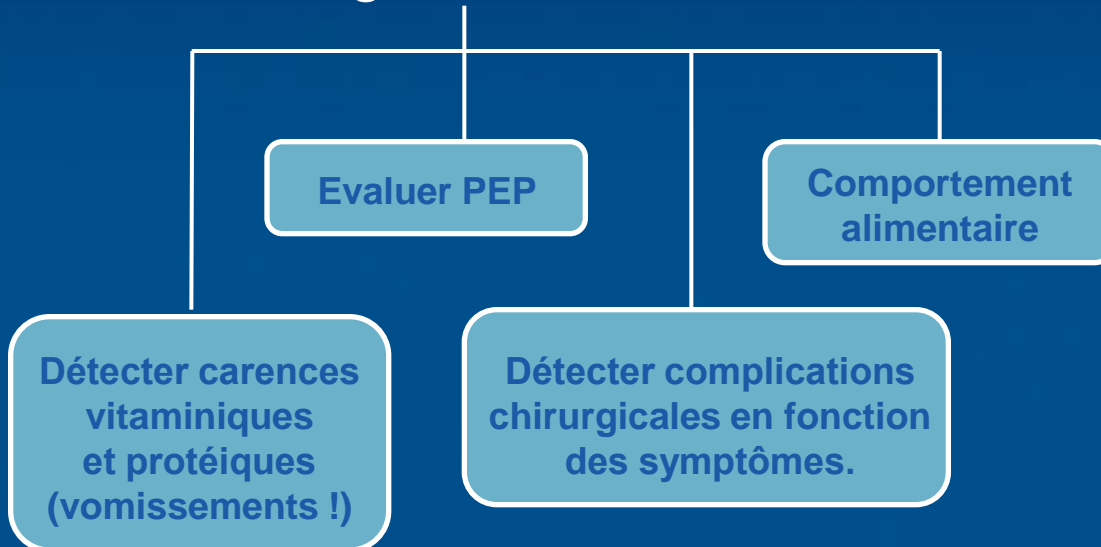 Evaluer PEP
Comportement
alimentaire
Détecter carences
vitaminiques
et protéiques
(vomissements !)
Détecter complications
chirurgicales en fonction
des symptômes.